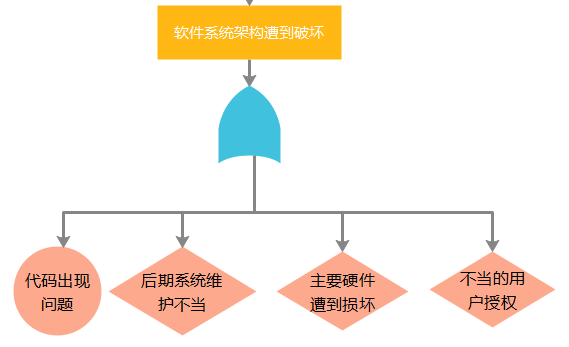 软件系统架构遭到破坏
代码出现
问题
后期系统维
护不当
主要硬件
遭到损坏
不当的用
户授权